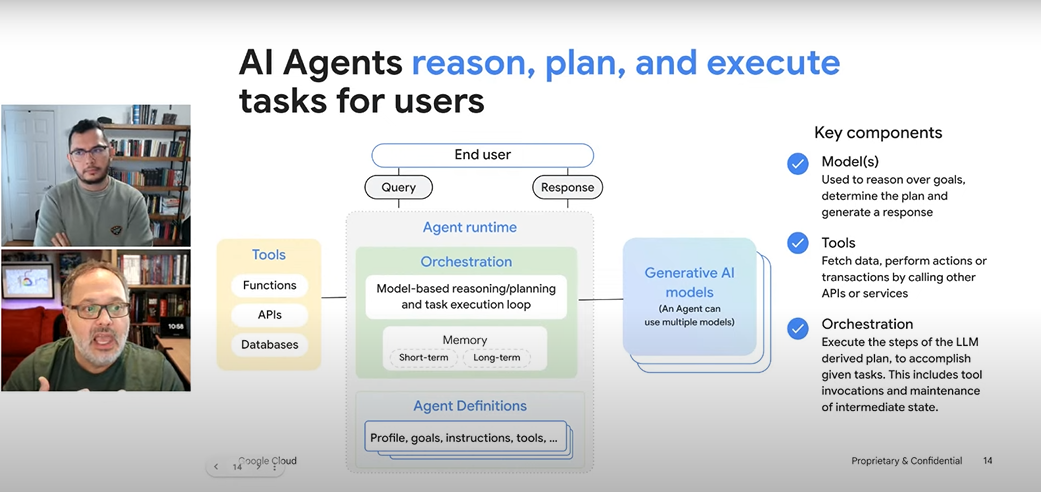 AI Agents reason, plan, and execute
tasks for users
End user
Query
Response
Agent runtime
Orchestration
Model-based reasoning/planning
and task execution loop
Memory
Short-term
Long-term
Agent Definitions
Profile, goals, instructions, tools, ...
Tools
Functions
APIs
Databases
Generative AI
models
(An Agent can
use multiple models)
Key components
Model(s)
Used to reason over goals,
determine the plan and
generate a response
Tools
Fetch data, perform actions or
transactions by calling other
APIs or services
Orchestration
Execute the steps of the LLM
derived plan, to accomplish
given tasks. This includes tool
invocations and maintenance
of intermediate state.
10:58
14
Google Cloud
Proprietary & Confidential
14